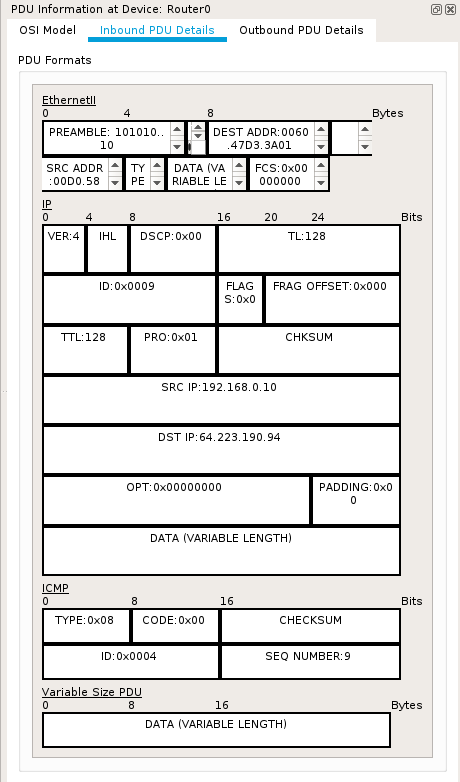 PDU Information at Device: Router0
OSI Model Inbound PDU Details Outbound PDU Details
PDU Formats
EthernetII
0 4 8 Bytes
PREAMBLE: 101010..
10
DEST ADDR:0060
.47D3.3A01
SRC ADDR
:00D0.58
TY
PE
DATA (VA
RIABLE LE
FCS:0x00
000000
IP
0 4 8 16 20 24 Bits
VER:4 IHL DSCP:0x00 TL:128
ID:0x0009 FLAG
S:0x0 FRAG OFFSET:0x000
TTL:128 PRO:0x01 CHKSUM
SRC IP:192.168.0.10
DST IP:64.223.190.94
OPT:0x00000000 PADDING:0x0
0
DATA (VARIABLE LENGTH)
ICMP
0 8 16 Bits
TYPE:0x08 CODE:0x00 CHECKSUM
ID:0x0004 SEQ NUMBER:9
Variable Size PDU
0 8 16 Bytes
DATA (VARIABLE LENGTH)